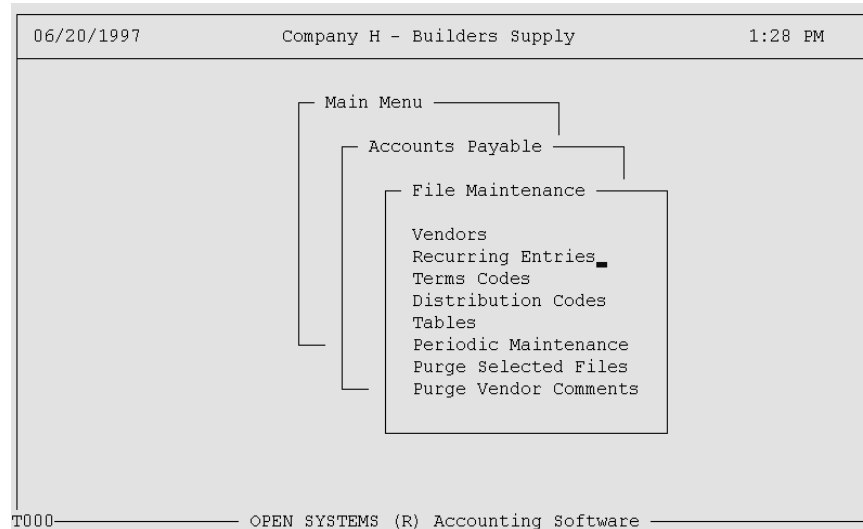 06/20/1997 Company H - Builders Supply 1:28 PM
Main Menu
Accounts Payable
File Maintenance
Vendors
Recurring Entries
Terms Codes
Distribution Codes
Tables
Periodic Maintenance
Purge Selected Files
Purge Vendor Comments
T000 OPEN SYSTEMS (R) Accounting Software